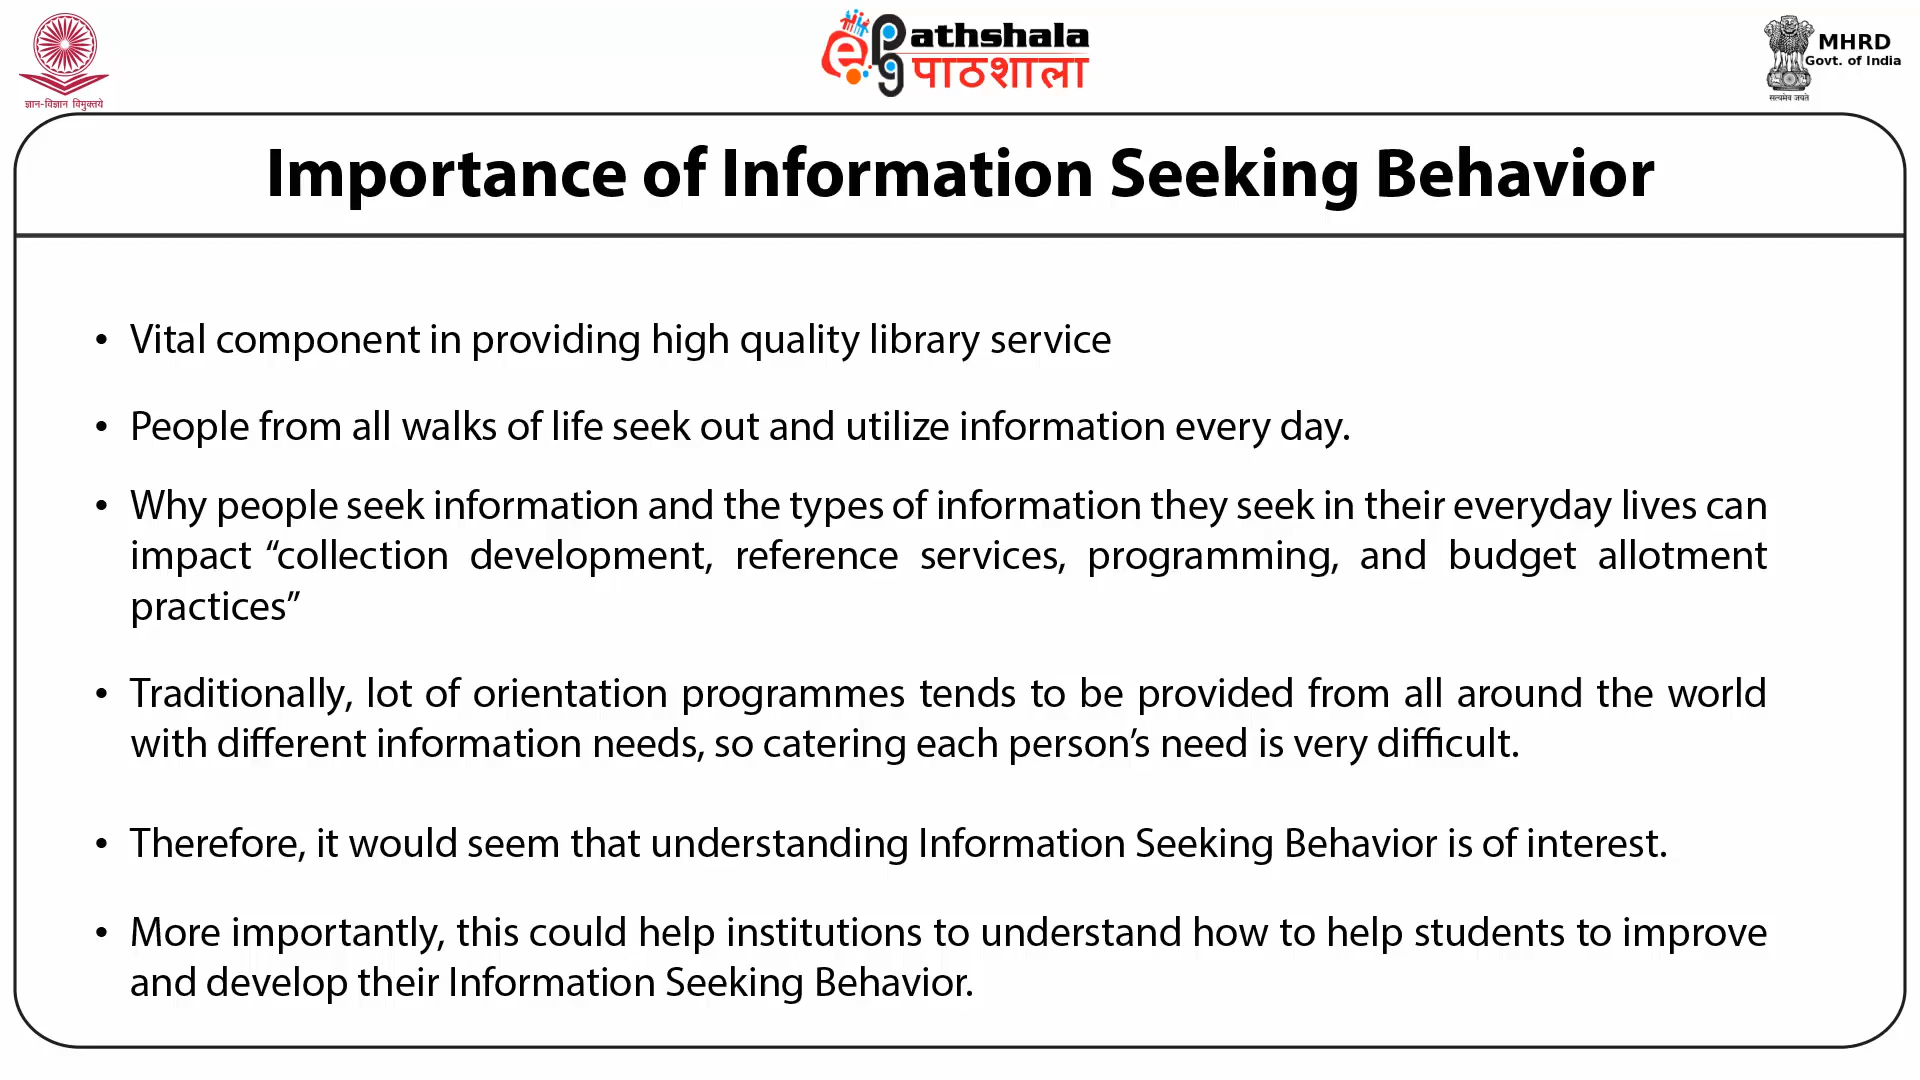 ज्ञान-विज्ञान विमुक्तये
e Pathshala
पाठशाला
MHRD
Govt. of India
सत्यमेव जयते
Importance of Information Seeking Behavior
• Vital component in providing high quality library service
• People from all walks of life seek out and utilize information every day.
• Why people seek information and the types of information they seek in their everyday lives can
impact “collection development, reference services, programming, and budget allotment
practices”
• Traditionally, lot of orientation programmes tends to be provided from all around the world
with different information needs, so catering each person’s need is very difficult.
• Therefore, it would seem that understanding Information Seeking Behavior is of interest.
• More importantly, this could help institutions to understand how to help students to improve
and develop their Information Seeking Behavior.